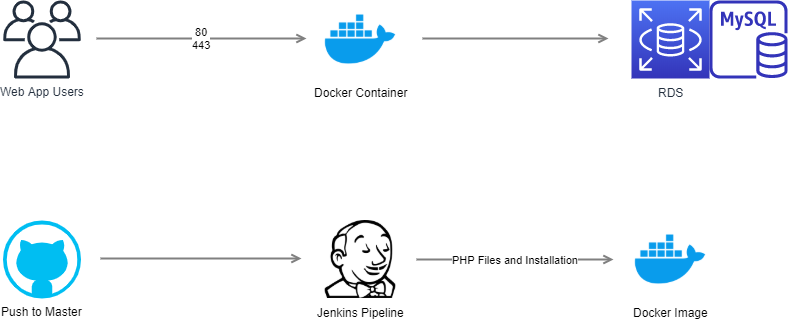 80
443
MySQL
Web App Users
Docker Container
RDS
PHP Files and Installation
Push to Master
Jenkins Pipeline
Docker Image